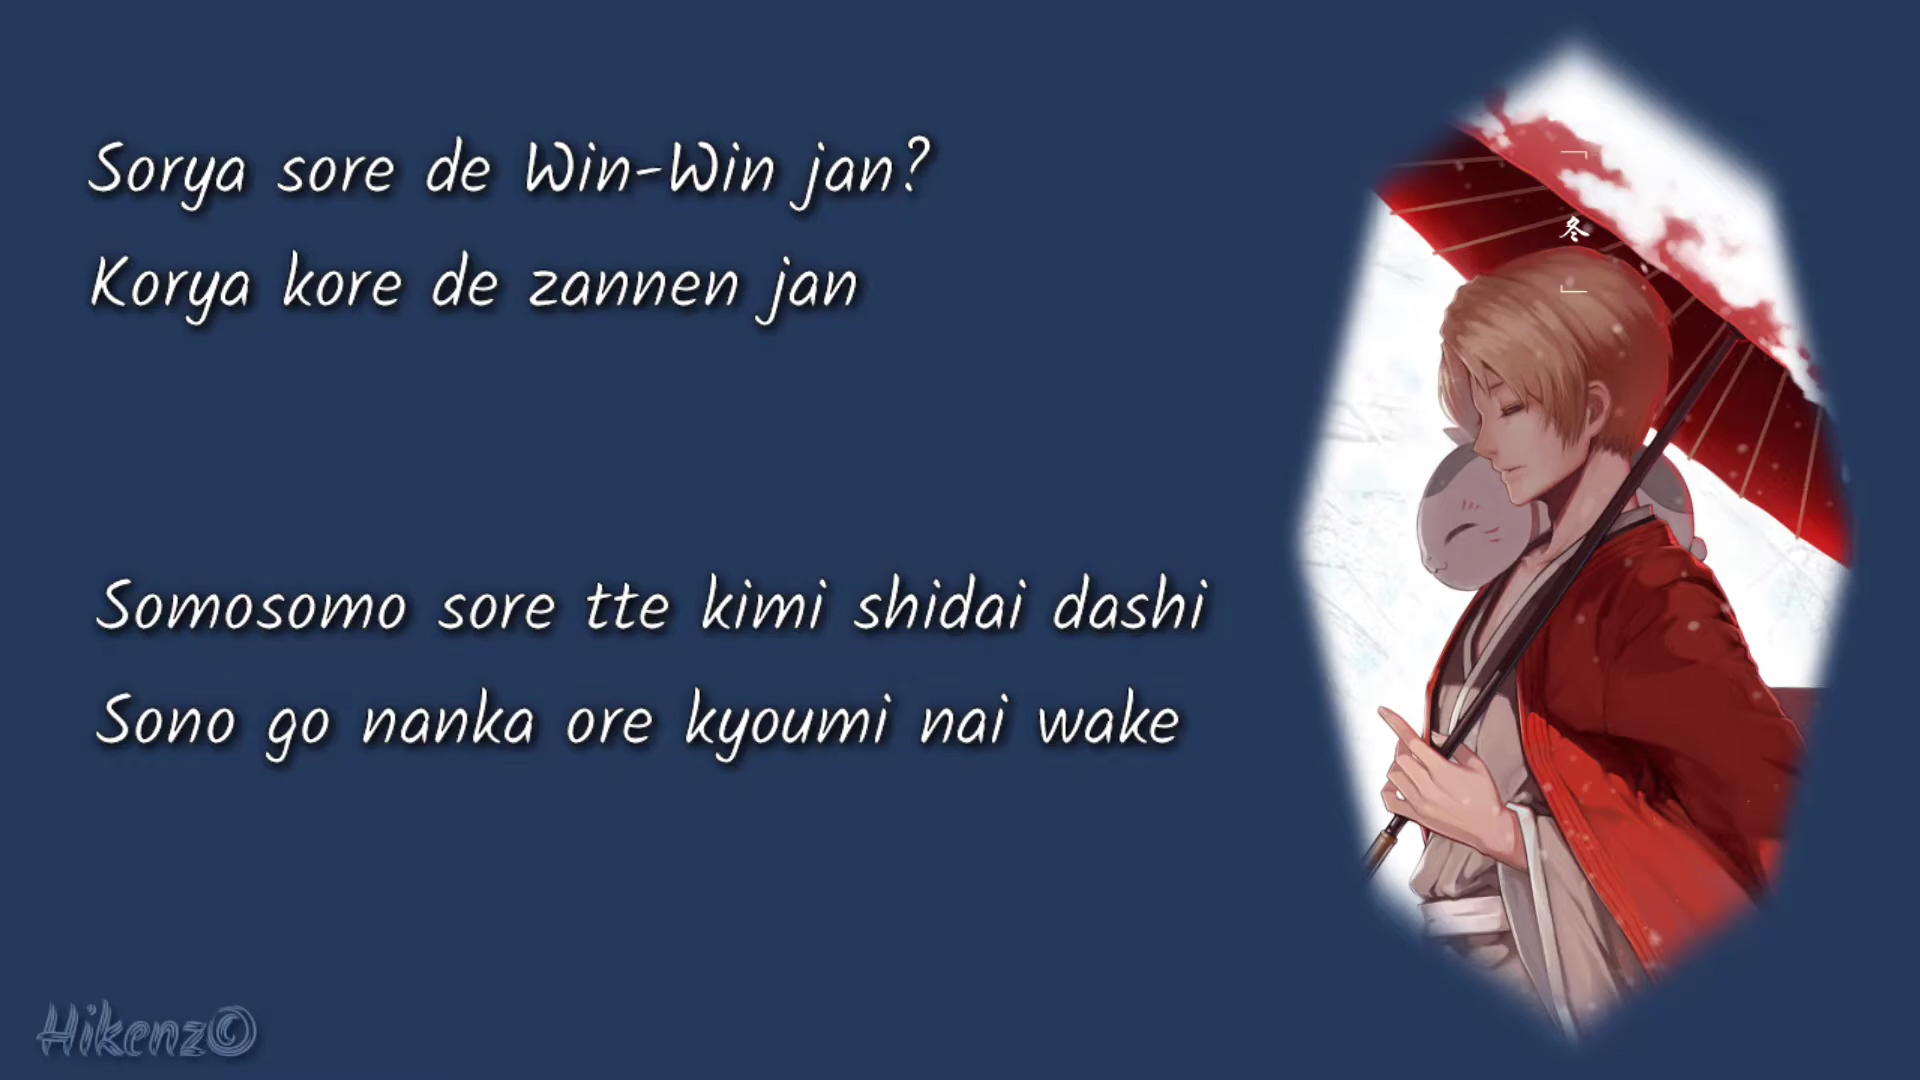 Sorya sore de Win-Win jan?
Korya kore de zannen jan
冬
Somosomo sore tte kimi shidai dashi
Sono go nanka ore kyoumi nai wake
Hikenz©